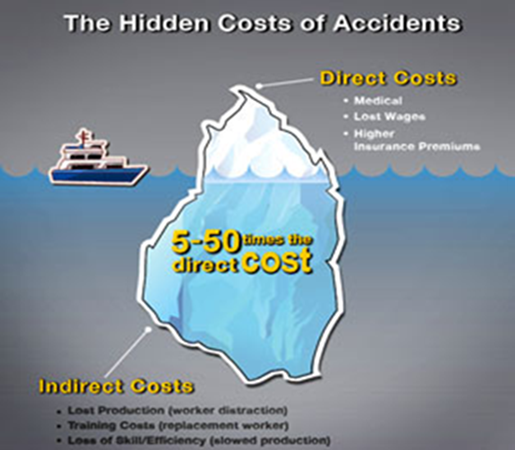 The Hidden Costs of Accidents
Direct Costs
• Medical
• Lost Wages
• Higher
Insurance Premiums
5-50 times the
direct cost
Indirect Costs
• Lost Production (worker distraction)
• Training Costs (replacement worker)
• Loss of Skill/Efficiency (slowed production)